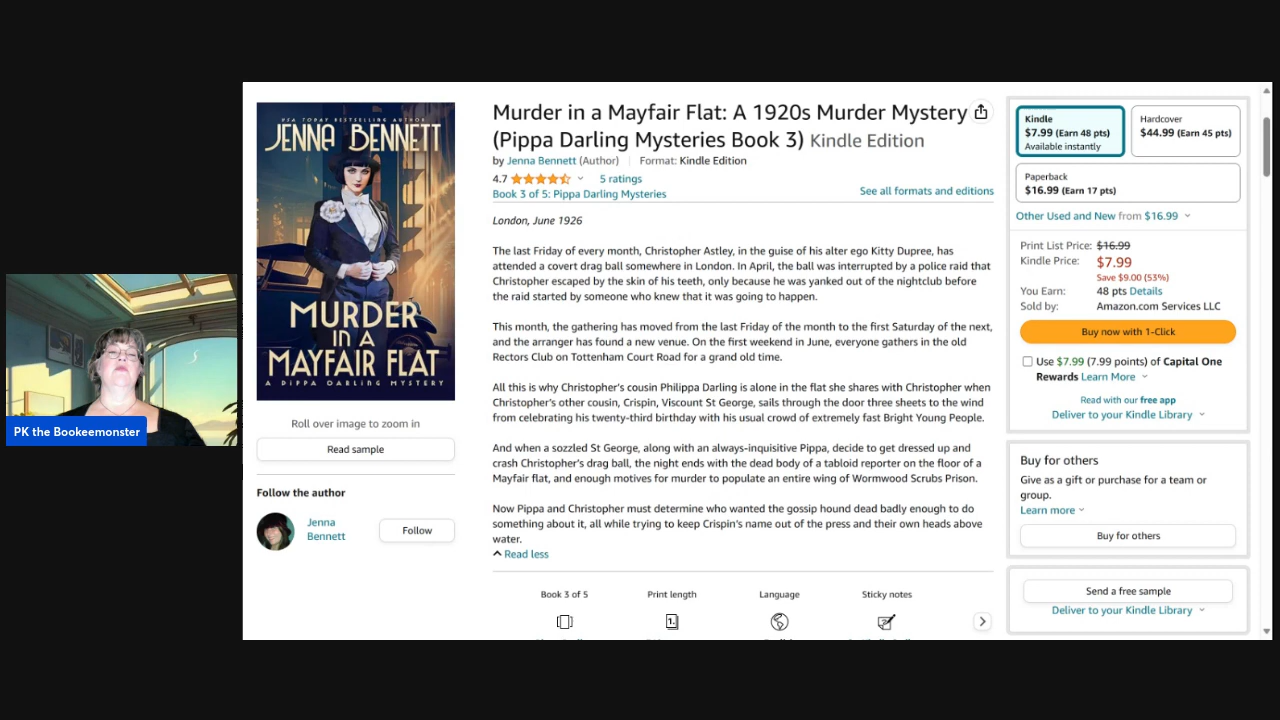 PK the Bookeemonster
USA TODAY BESTSELLING AUTHOR
JENNA BENNETT
MURDER
IN A
MAYFAIR FLAT
A PIPPA DARLING MYSTERY
Roll over image to zoom in
Read sample
Follow the author
Jenna
Bennett
Follow
Murder in a Mayfair Flat: A 1920s Murder Mystery
(Pippa Darling Mysteries Book 3) Kindle Edition
by Jenna Bennett (Author) | Format: Kindle Edition
4.7 5 ratings
Book 3 of 5: Pippa Darling Mysteries
See all formats and editions
London, June 1926
The last Friday of every month, Christopher Astley, in the guise of his alter ego Kitty Dupree, has
attended a covert drag ball somewhere in London. In April, the ball was interrupted by a police raid that
Christopher escaped by the skin of his teeth, only because he was yanked out of the nightclub before
the raid started by someone who knew that it was going to happen.
This month, the gathering has moved from the last Friday of the month to the first Saturday of the next,
and the arranger has found a new venue. On the first weekend in June, everyone gathers in the old
Rectors Club on Tottenham Court Road for a grand old time.
All this is why Christopher's cousin Philippa Darling is alone in the flat she shares with Christopher when
Christopher's other cousin, Crispin, Viscount St George, sails through the door three sheets to the wind
from celebrating his twenty-third birthday with his usual crowd of extremely fast Bright Young People.
And when a sozzled St George, along with an always-inquisitive Pippa, decide to get dressed up and
crash Christopher's drag ball, the night ends with the dead body of a tabloid reporter on the floor of a
Mayfair flat, and enough motives for murder to populate an entire wing of Wormwood Scrubs Prison.
Now Pippa and Christopher must determine who wanted the gossip hound dead badly enough to do
something about it, all while trying to keep Crispin's name out of the press and their own heads above
water.
Read less
Book 3 of 5
Print length
Language
Sticky notes
Kindle
$7.99 (Earn 48 pts)
Available instantly
Hardcover
$44.99 (Earn 45 pts)
Paperback
$16.99 (Earn 17 pts)
Other Used and New from $16.99
Print List Price: $16.99
Kindle Price: $7.99
Save $9.00 (53%)
You Earn: 48 pts Details
Sold by: Amazon.com Services LLC
Buy now with 1-Click
Use $7.99 (7.99 points) of Capital One
Rewards Learn More
Read with our free app
Deliver to your Kindle Library
Buy for others
Give as a gift or purchase for a team or
group.
Learn more
Buy for others
Send a free sample
Deliver to your Kindle Library